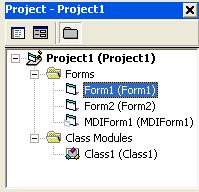 Project - Project1
Project1 (Project1)
Forms
Form1 (Form1)
Form2 (Form2)
MDIForm1 (MDIForm1)
Class Modules
Class1 (Class1)